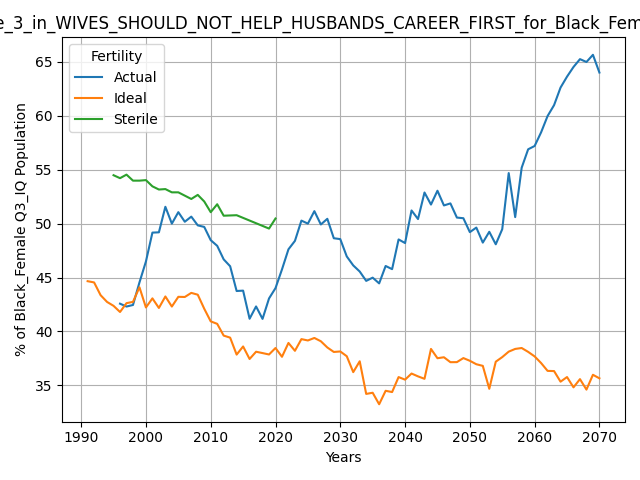 e_3_in_WIVES_SHOULD_NOT_HELP_HUSBANDS_CAREER_FIRST_for_Black_Fem
Fertility
Actual
Ideal
Sterile
% of Black_Female Q3_IQ Population
65
60
55
50
45
40
35
1990 2000 2010 2020 2030 2040 2050 2060 2070
Years